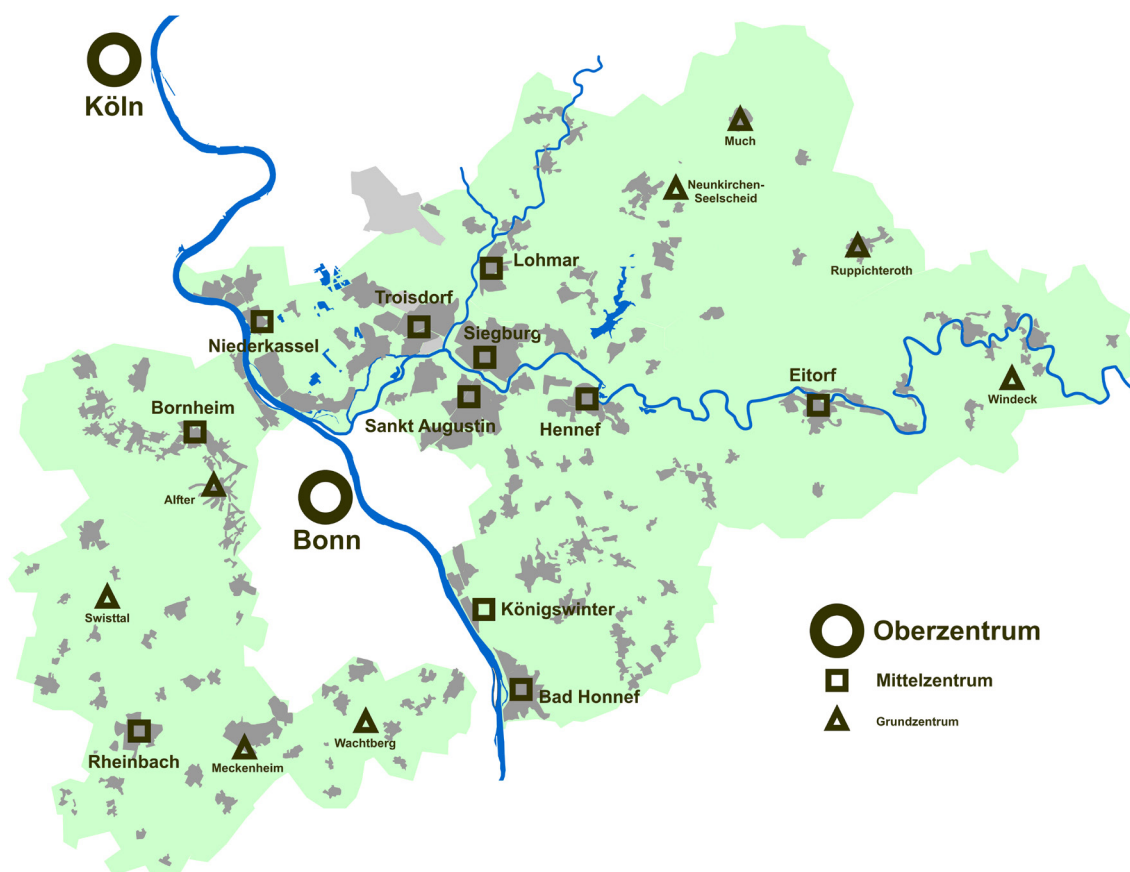 Köln
Much
Neunkirchen-
Seelscheid
Ruppichteroth
Lohmar
Troisdorf
Siegburg
Niederkassel
Eitorf
Windeck
Bornheim
Sankt Augustin
Hennef
Alfter
Bonn
Swisttal
Königswinter
Oberzentrum
Mittelzentrum
Bad Honnef
Grundzentrum
Wachtberg
Rheinbach
Meckenheim